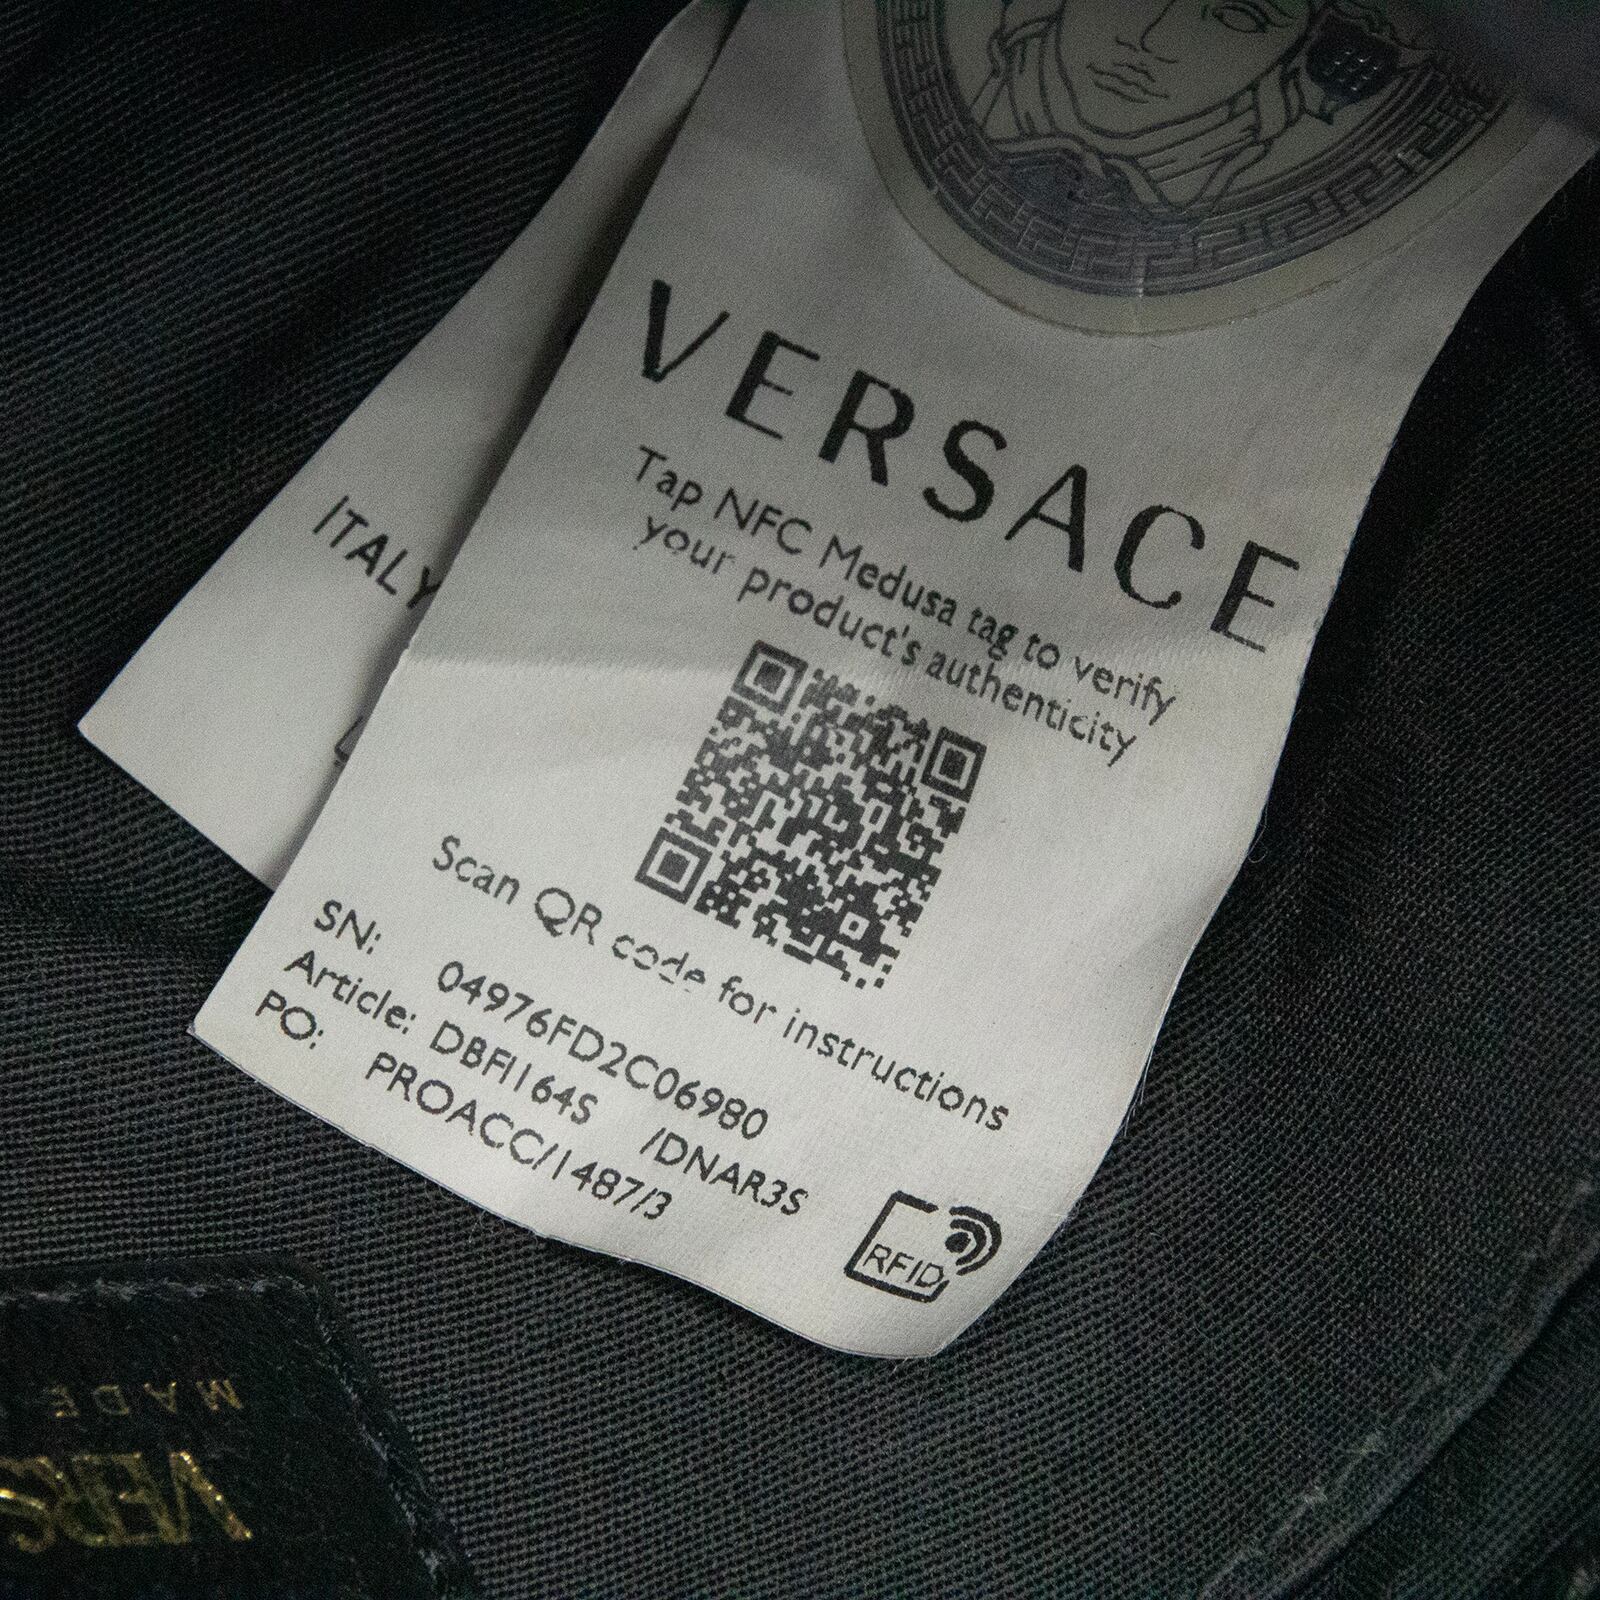 VERSACE
Tap NFC Medusa tag to verify
your product's authenticity
Scan QR code for instructions
SN: 04976FD2C06980
Article: DBFI164S /DNAR3S
PO: PROACC/1487/3
RFID
ITALY
MADE